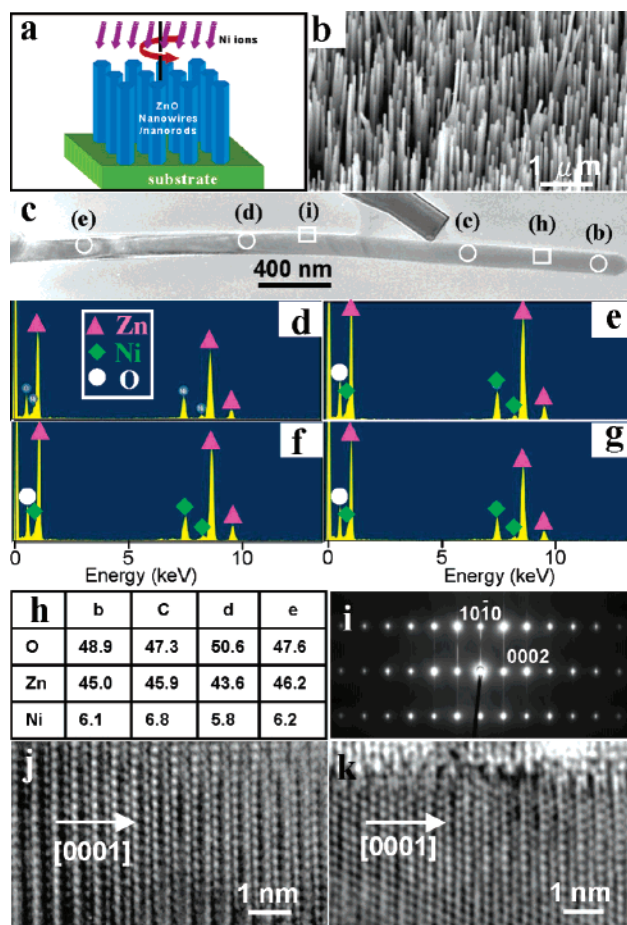 a
Ni ions
ZnO
Nanowires
/nanorods
substrate
b
1 μm
c
(e)
(d)
(i)
(c)
(h)
(b)
400 nm
d
Zn
Ni
O
e
f
g
0 5 10
Energy (keV)
5 10
Energy (keV)
h b C d e
O 48.9 47.3 50.6 47.6
Zn 45.0 45.9 43.6 46.2
Ni 6.1 6.8 5.8 6.2
i
101̄0
0002
j
[0001]
1 nm
k
[0001]
1 nm